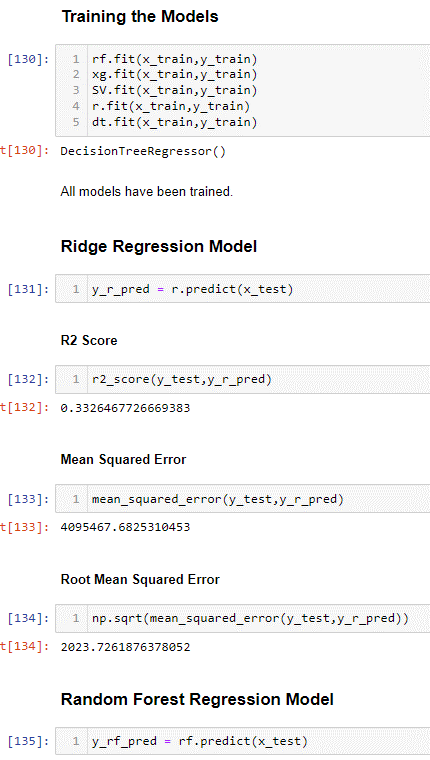 Training the Models
[130]:
1 rf.fit(x_train,y_train)
2 xg.fit(x_train,y_train)
3 SV.fit(x_train,y_train)
4 r.fit(x_train,y_train)
5 dt.fit(x_train,y_train)
t[130]: DecisionTreeRegressor()
All models have been trained.
Ridge Regression Model
[131]: 1 y_r_pred = r.predict(x_test)
R2 Score
[132]: 1 r2_score(y_test,y_r_pred)
t[132]: 0.3326467726669383
Mean Squared Error
[133]: 1 mean_squared_error(y_test,y_r_pred)
t[133]: 4095467.6825310453
Root Mean Squared Error
[134]: 1 np.sqrt(mean_squared_error(y_test,y_r_pred))
t[134]: 2023.7261876378052
Random Forest Regression Model
[135]: 1 y_rf_pred = rf.predict(x_test)